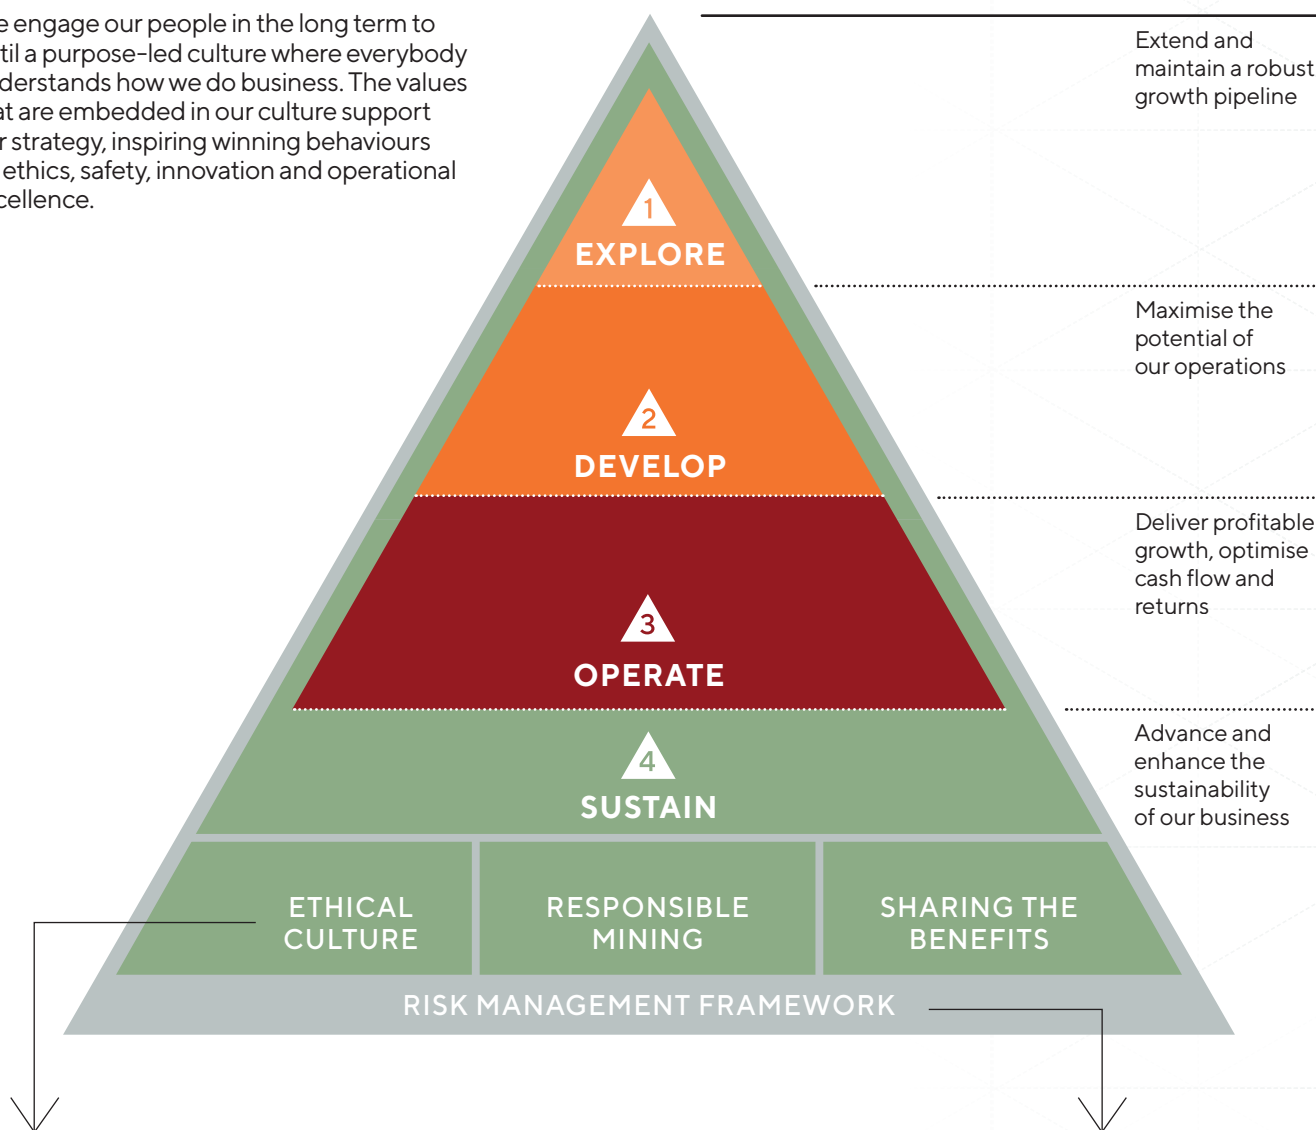 e engage our people in the long term to
til a purpose-led culture where everybody
derstands how we do business. The values
at are embedded in our culture support
r strategy, inspiring winning behaviours
ethics, safety, innovation and operational
cellence.
Extend and
maintain a robust
growth pipeline
1
EXPLORE
Maximise the
potential of
our operations
2
DEVELOP
Deliver profitable
growth, optimise
cash flow and
returns
3
OPERATE
Advance and
enhance the
sustainability
of our business
4
SUSTAIN
ETHICAL
CULTURE
RESPONSIBLE
MINING
SHARING THE
BENEFITS
RISK MANAGEMENT FRAMEWORK